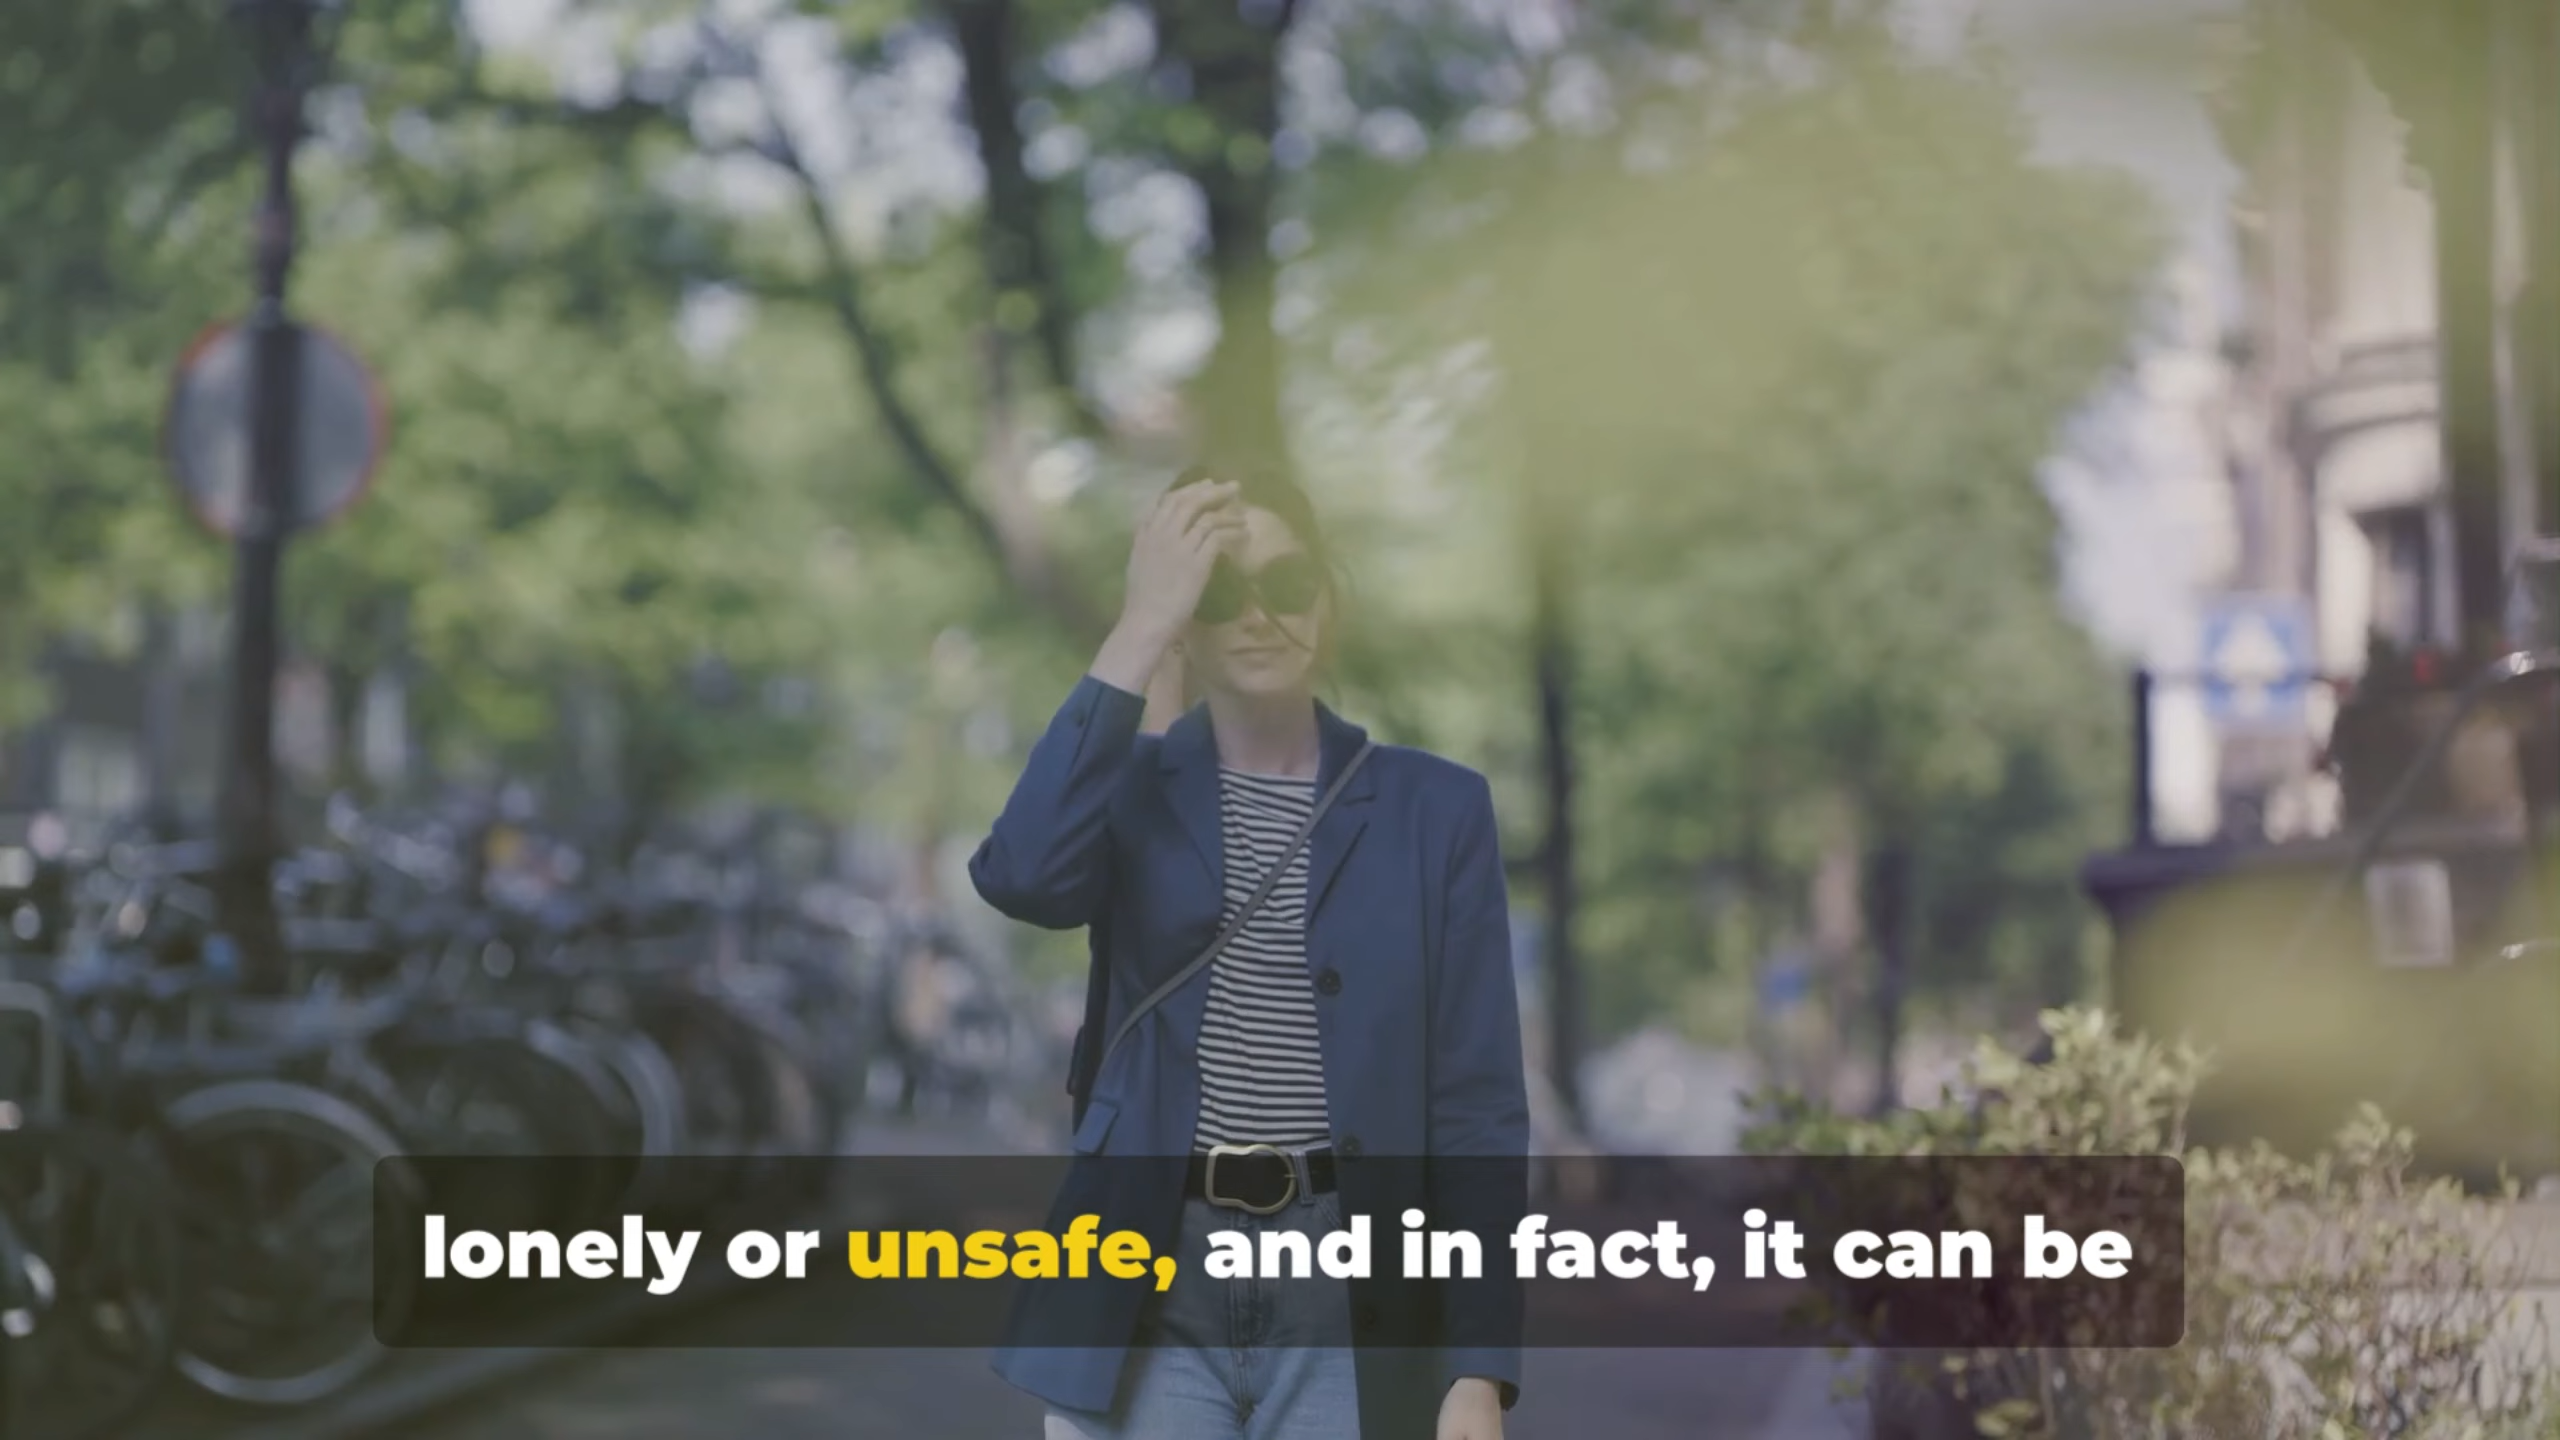 lonely or unsafe, and in fact, it can be